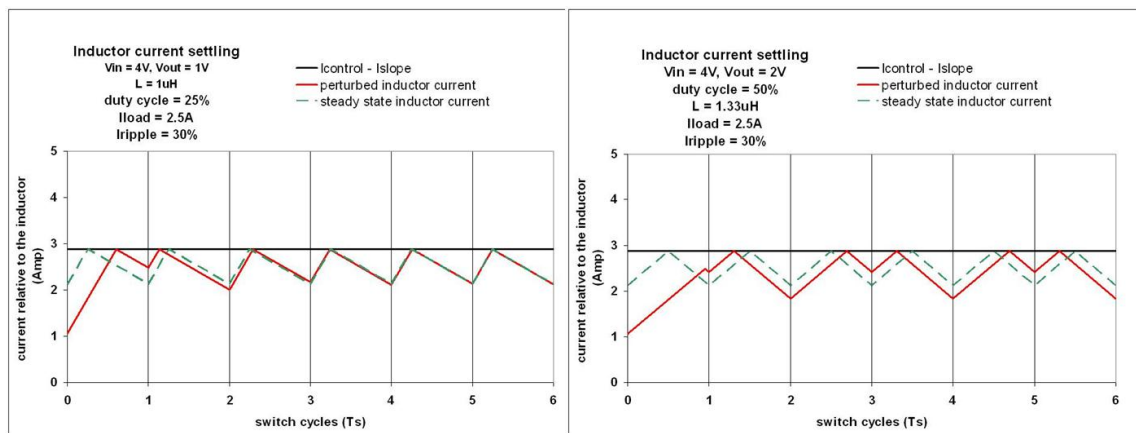 Inductor current settling
Vin = 4V, Vout = 1V
L = 1uH
duty cycle = 25%
Iload = 2.5A
Iripple = 30%
Icontrol - Islope
perturbed inductor current
steady state inductor current
current relative to the inductor
(Amp)
5
4
3
2
1
0
0 1 2 3 4 5 6
switch cycles (Ts)
Inductor current settling
Vin = 4V, Vout = 2V
duty cycle = 50%
L = 1.33uH
Iload = 2.5A
Iripple = 30%
Icontrol - Islope
perturbed inductor current
steady state inductor current
current relative to the inductor
(Amp)
5
4
3
2
1
0
0 1 2 3 4 5 6
switch cycles (Ts)